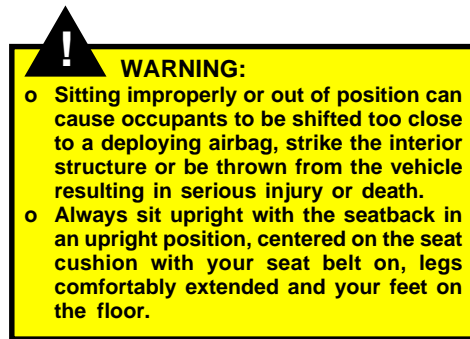 !
WARNING:
o Sitting improperly or out of position can
cause occupants to be shifted too close
to a deploying airbag, strike the interior
structure or be thrown from the vehicle
resulting in serious injury or death.
o Always sit upright with the seatback in
an upright position, centered on the seat
cushion with your seat belt on, legs
comfortably extended and your feet on
the floor.